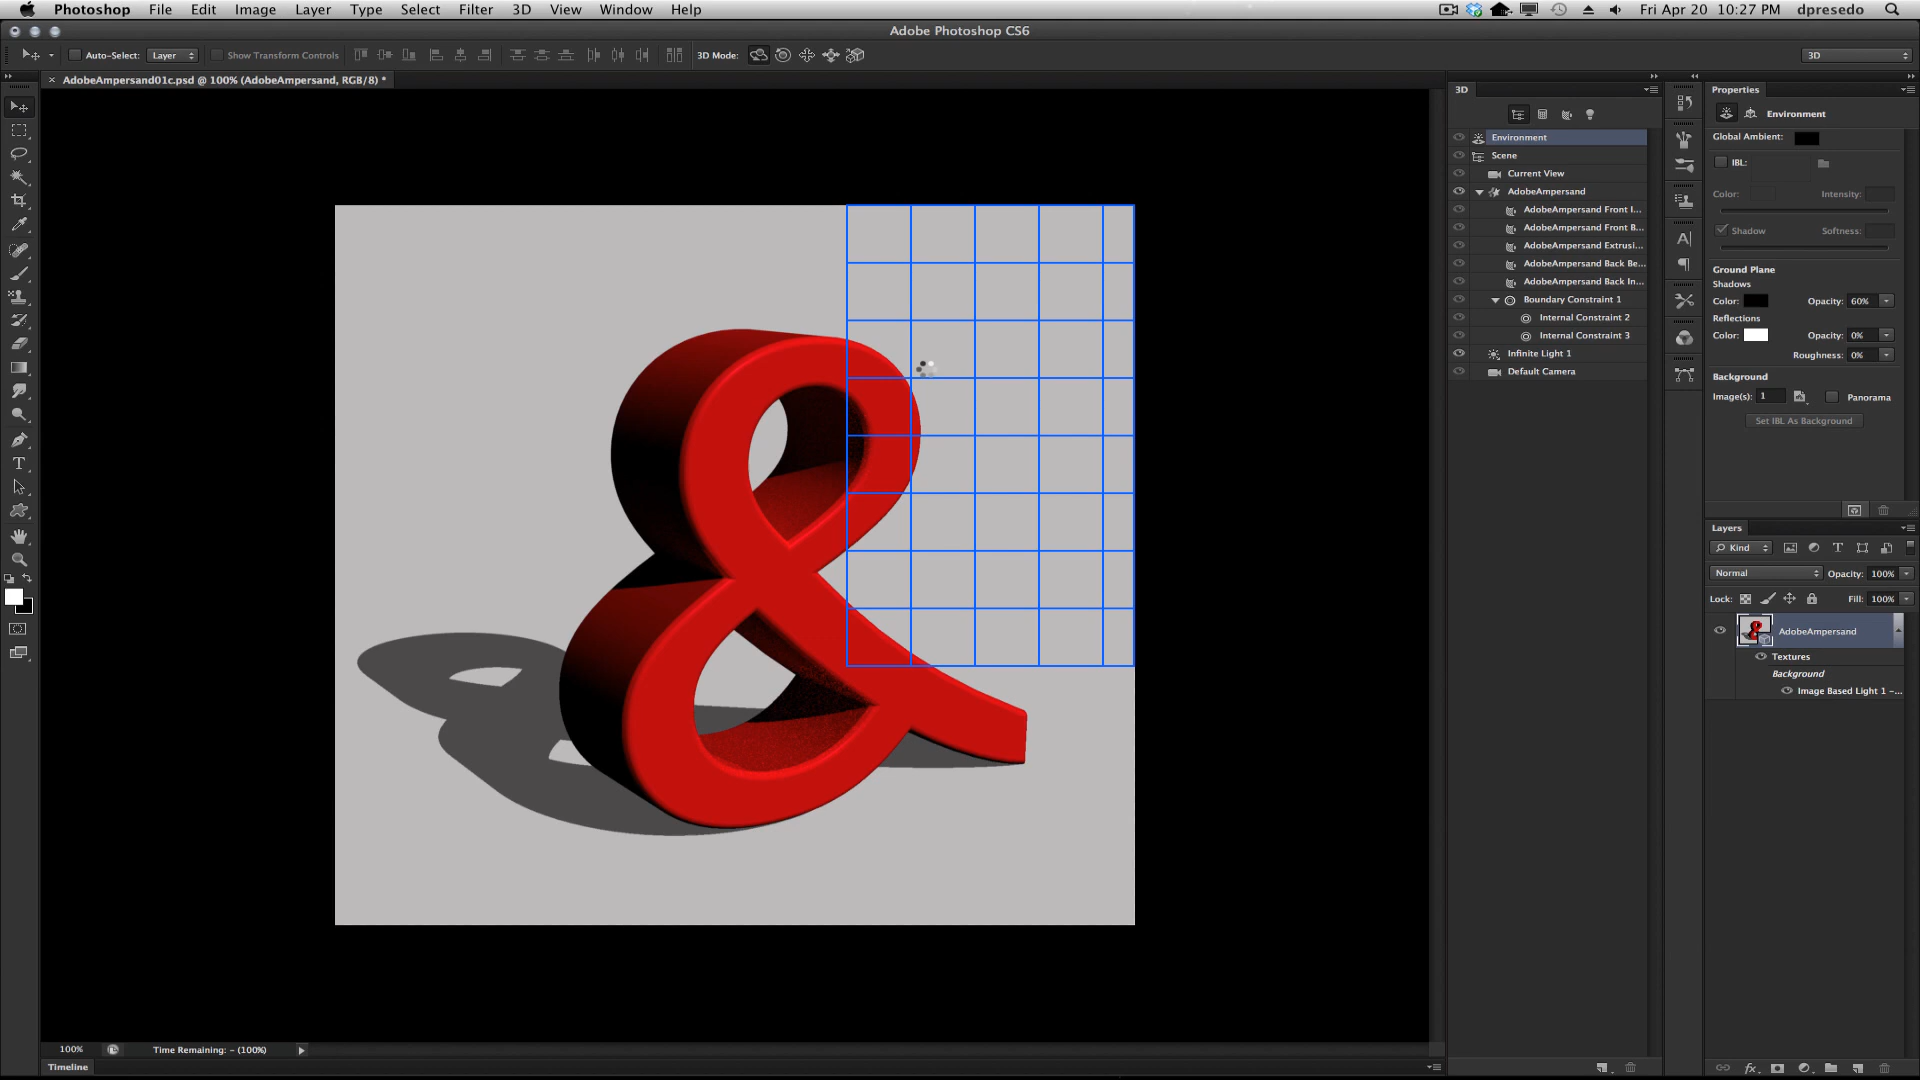 Photoshop File Edit Image Layer Type Select Filter 3D View Window Help Fri Apr 20 10:27 PM dpresedo
Adobe Photoshop CS6
Auto-Select: Layer Show Transform Controls 3D Mode: 3D
× AdobeAmpersand01c.psd @ 100% (AdobeAmpersand, RGB/8) *
3D
Environment
Scene
Current View
AdobeAmpersand
AdobeAmpersand Front I...
AdobeAmpersand Front B...
AdobeAmpersand Extrusi...
AdobeAmpersand Back Be...
AdobeAmpersand Back In...
Boundary Constraint 1
Internal Constraint 2
Internal Constraint 3
Infinite Light 1
Default Camera
Properties
Environment
Global Ambient:
IBL:
Color: Intensity:
Shadow Softness:
Ground Plane
Shadows
Color: Opacity: 60%
Reflections
Color: Opacity: 0%
Roughness: 0%
Background
Image(s): 1 Panorama
Set IBL As Background
Layers
Kind
Normal Opacity: 100%
Lock: Fill: 100%
AdobeAmpersand
Textures
Background
Image Based Light 1 -...
&
100% Time Remaining: - (100%)
Timeline